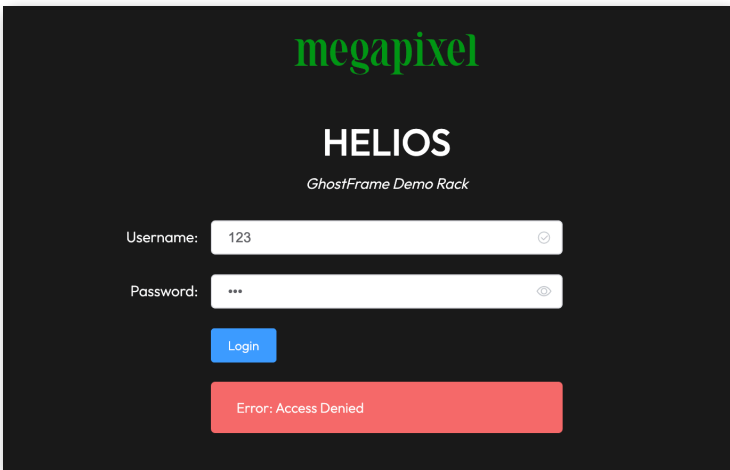 megapixel
HELIOS
GhostFrame Demo Rack
Username: 123
Password: •••
Login
Error: Access Denied